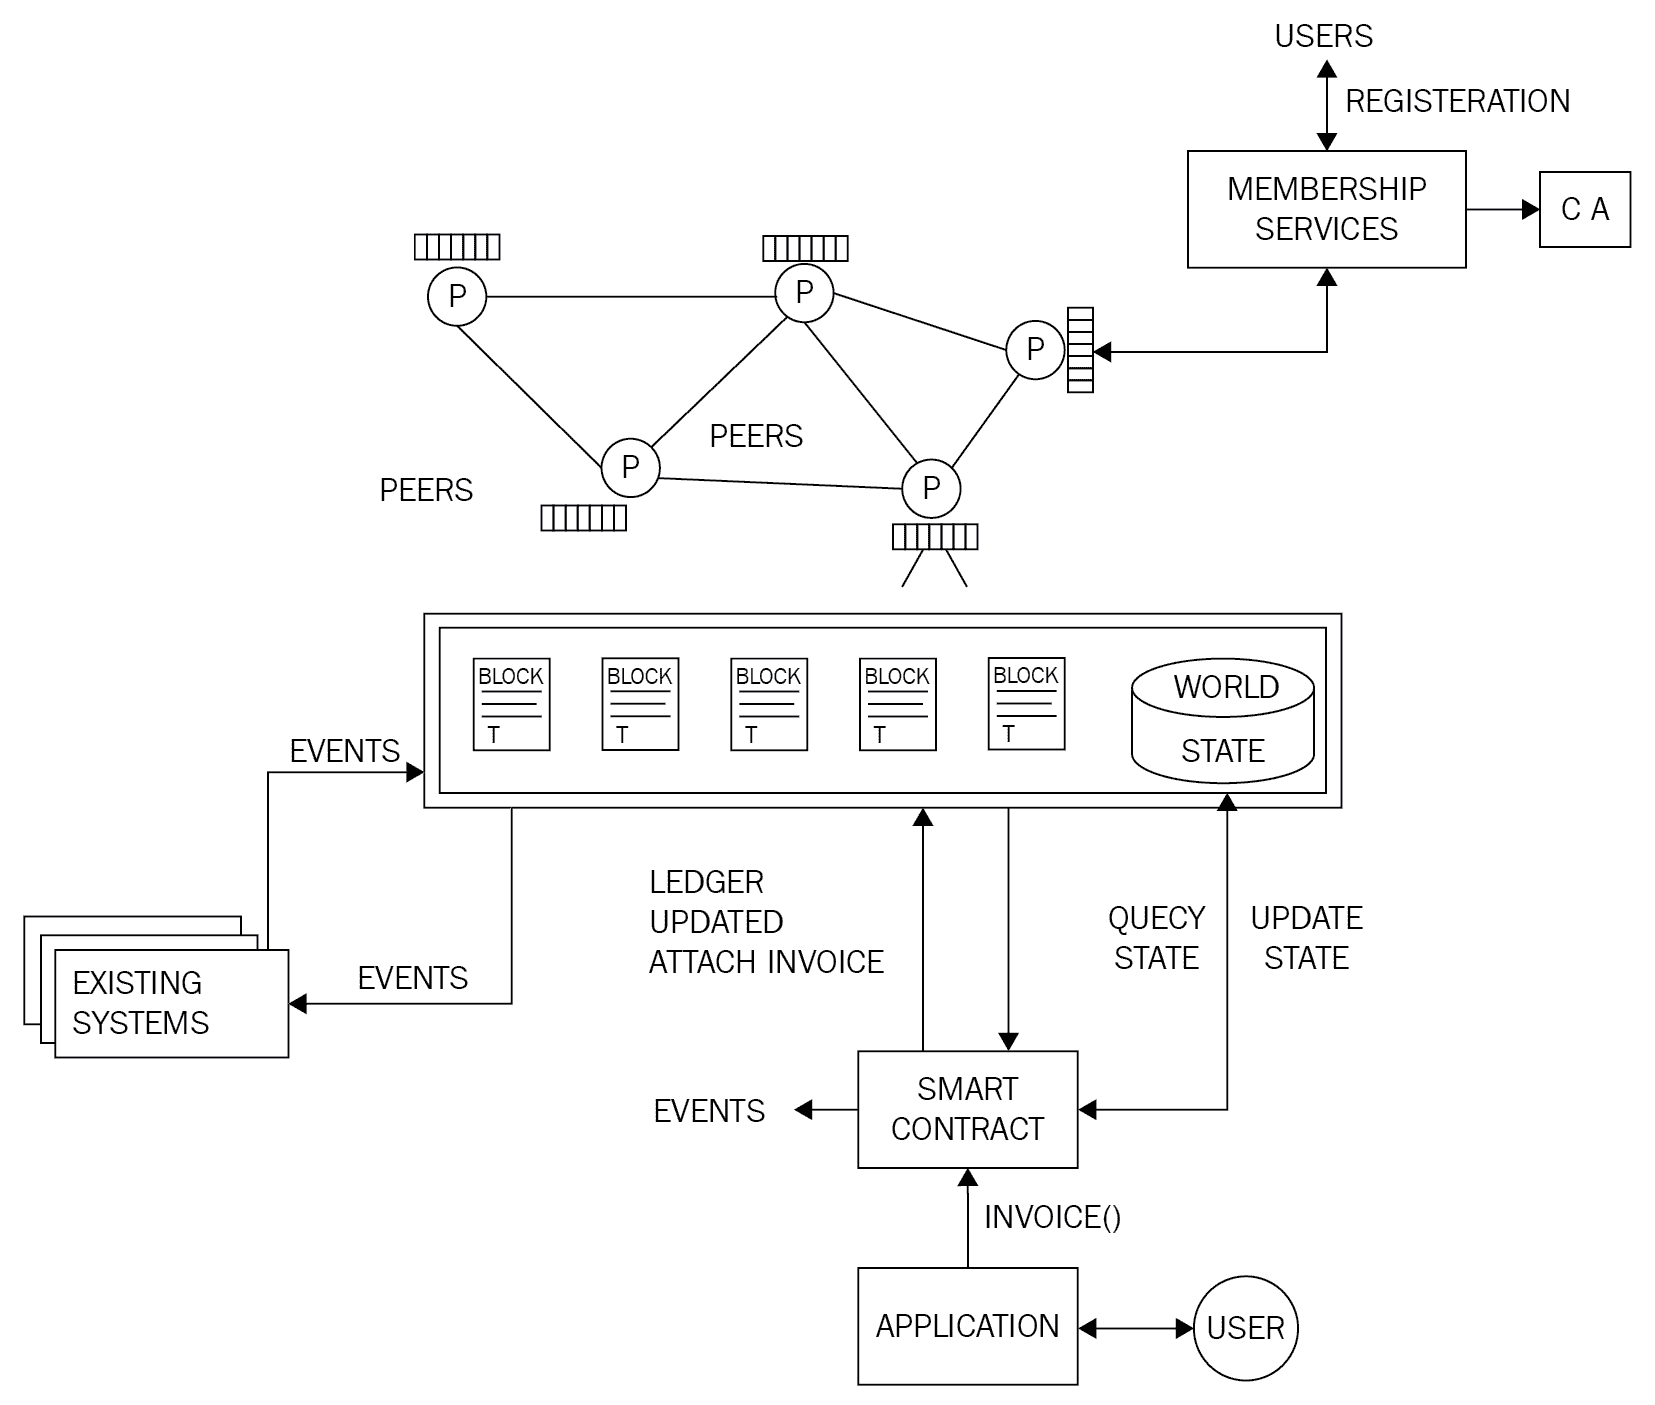 USERS
REGISTERATION
MEMBERSHIP
SERVICES
C A
P
P
P
P
P
PEERS
PEERS
BLOCK
T
BLOCK
T
BLOCK
T
BLOCK
T
BLOCK
T
WORLD
STATE
EVENTS
EVENTS
EXISTING
SYSTEMS
LEDGER
UPDATED
ATTACH INVOICE
QUECY
STATE
UPDATE
STATE
EVENTS
SMART
CONTRACT
INVOICE()
APPLICATION
USER